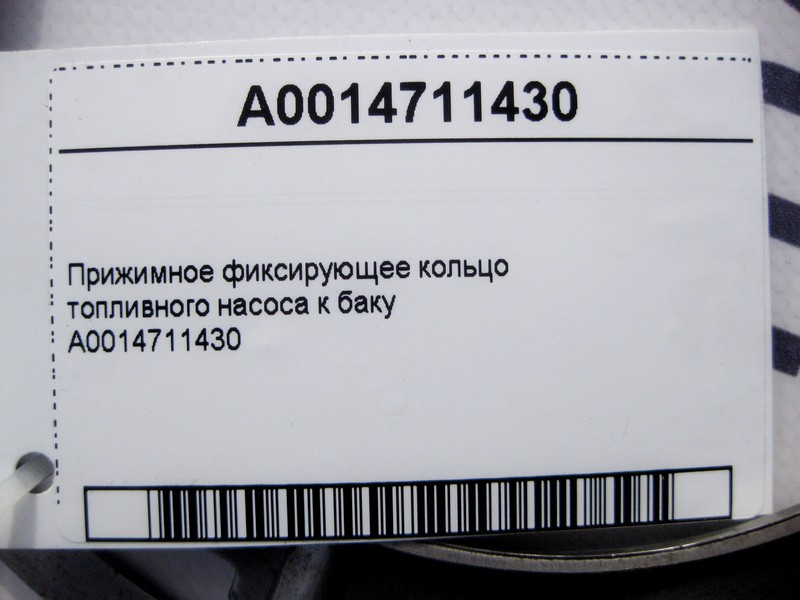 A0014711430
Прижимное фиксирующее кольцо
топливного насоса к баку
A0014711430